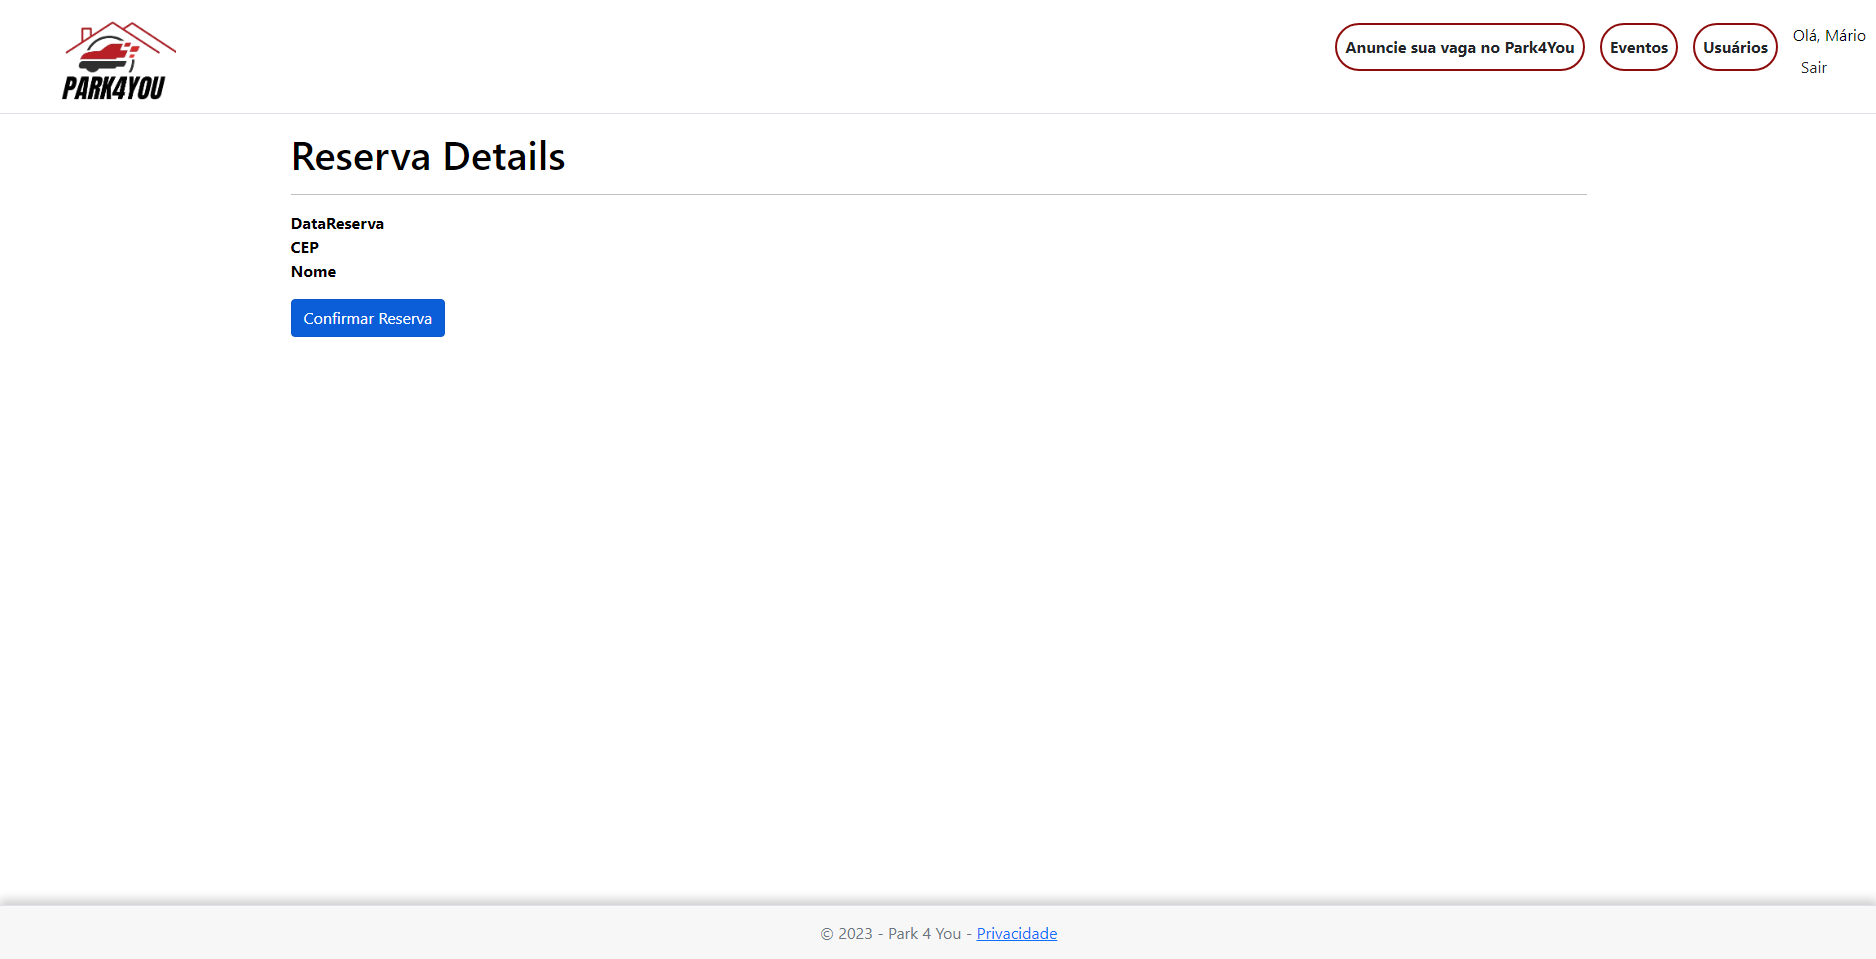 PARK4YOU
Anuncie sua vaga no Park4You
Eventos
Usuários
Olá, Mário
Sair
Reserva Details
DataReserva
CEP
Nome
Confirmar Reserva
© 2023 - Park 4 You - Privacidade